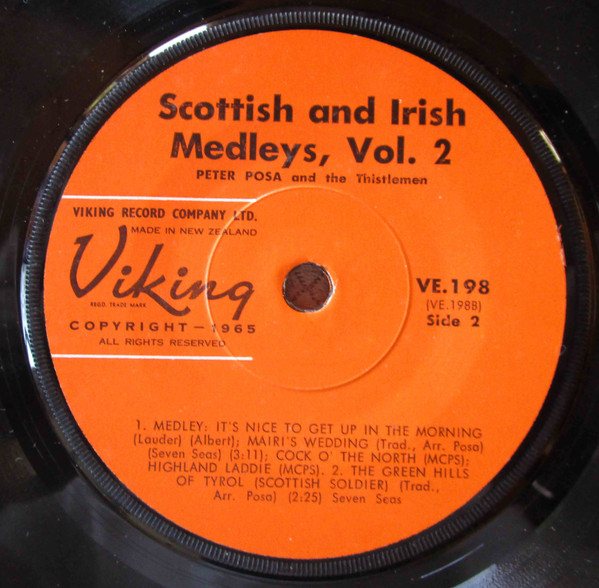 Scottish and Irish
Medleys, Vol. 2
PETER POSA and the Thistlemen
VIKING RECORD COMPANY LTD.
MADE IN NEW ZEALAND
Viking
REGD. TRADE MARK
COPYRIGHT — 1965
ALL RIGHTS RESERVED
VE.198
(VE.198B)
Side 2
1. MEDLEY: IT'S NICE TO GET UP IN THE MORNING
(Lauder) (Albert); MAIRI'S WEDDING (Trad., Arr. Posa)
(Seven Seas) (3:11); COCK O' THE NORTH (MCPS);
HIGHLAND LADDIE (MCPS). 2. THE GREEN HILLS
OF TYROL (SCOTTISH SOLDIER) (Trad.,
Arr. Posa) (2:25) Seven Seas